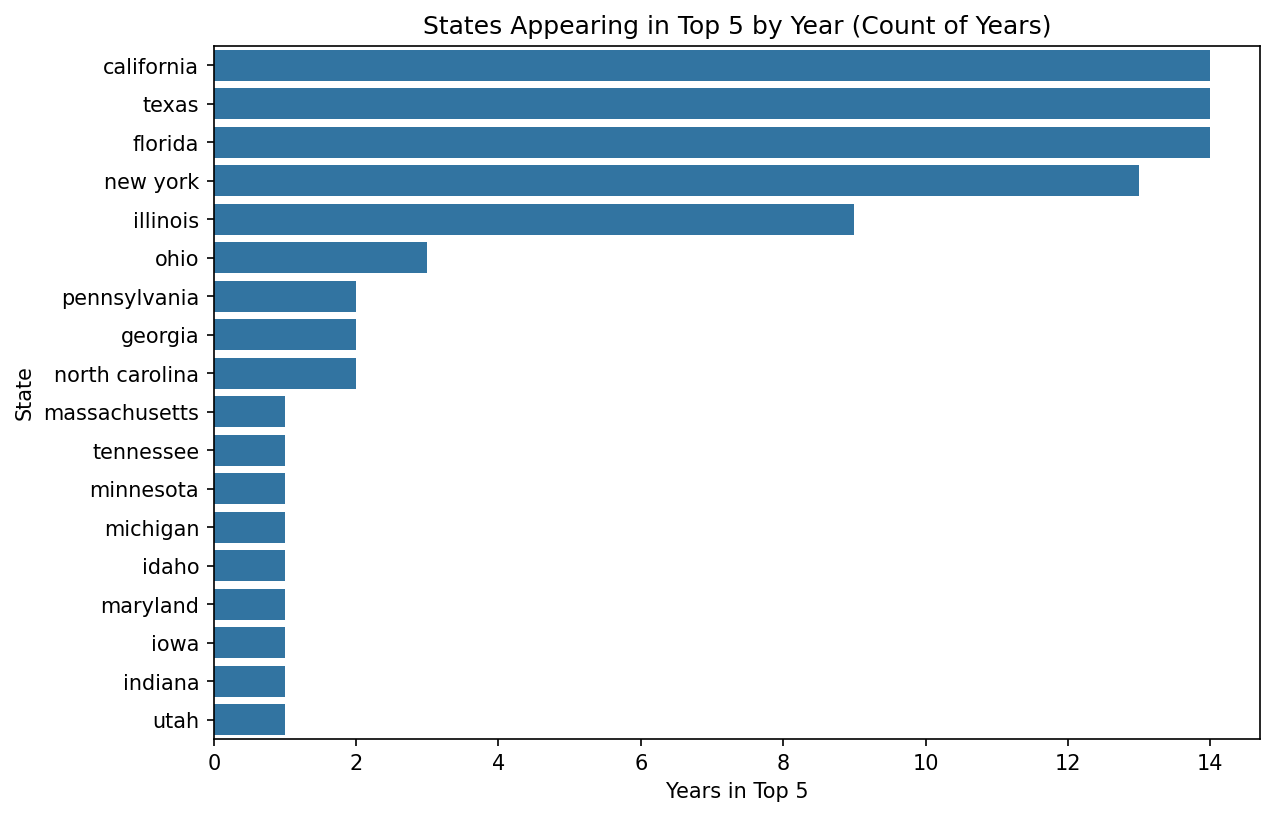 States Appearing in Top 5 by Year (Count of Years)
california
texas
florida
new york
illinois
ohio
pennsylvania
georgia
north carolina
massachusetts
tennessee
minnesota
michigan
idaho
maryland
iowa
indiana
utah
State
0 2 4 6 8 10 12 14
Years in Top 5